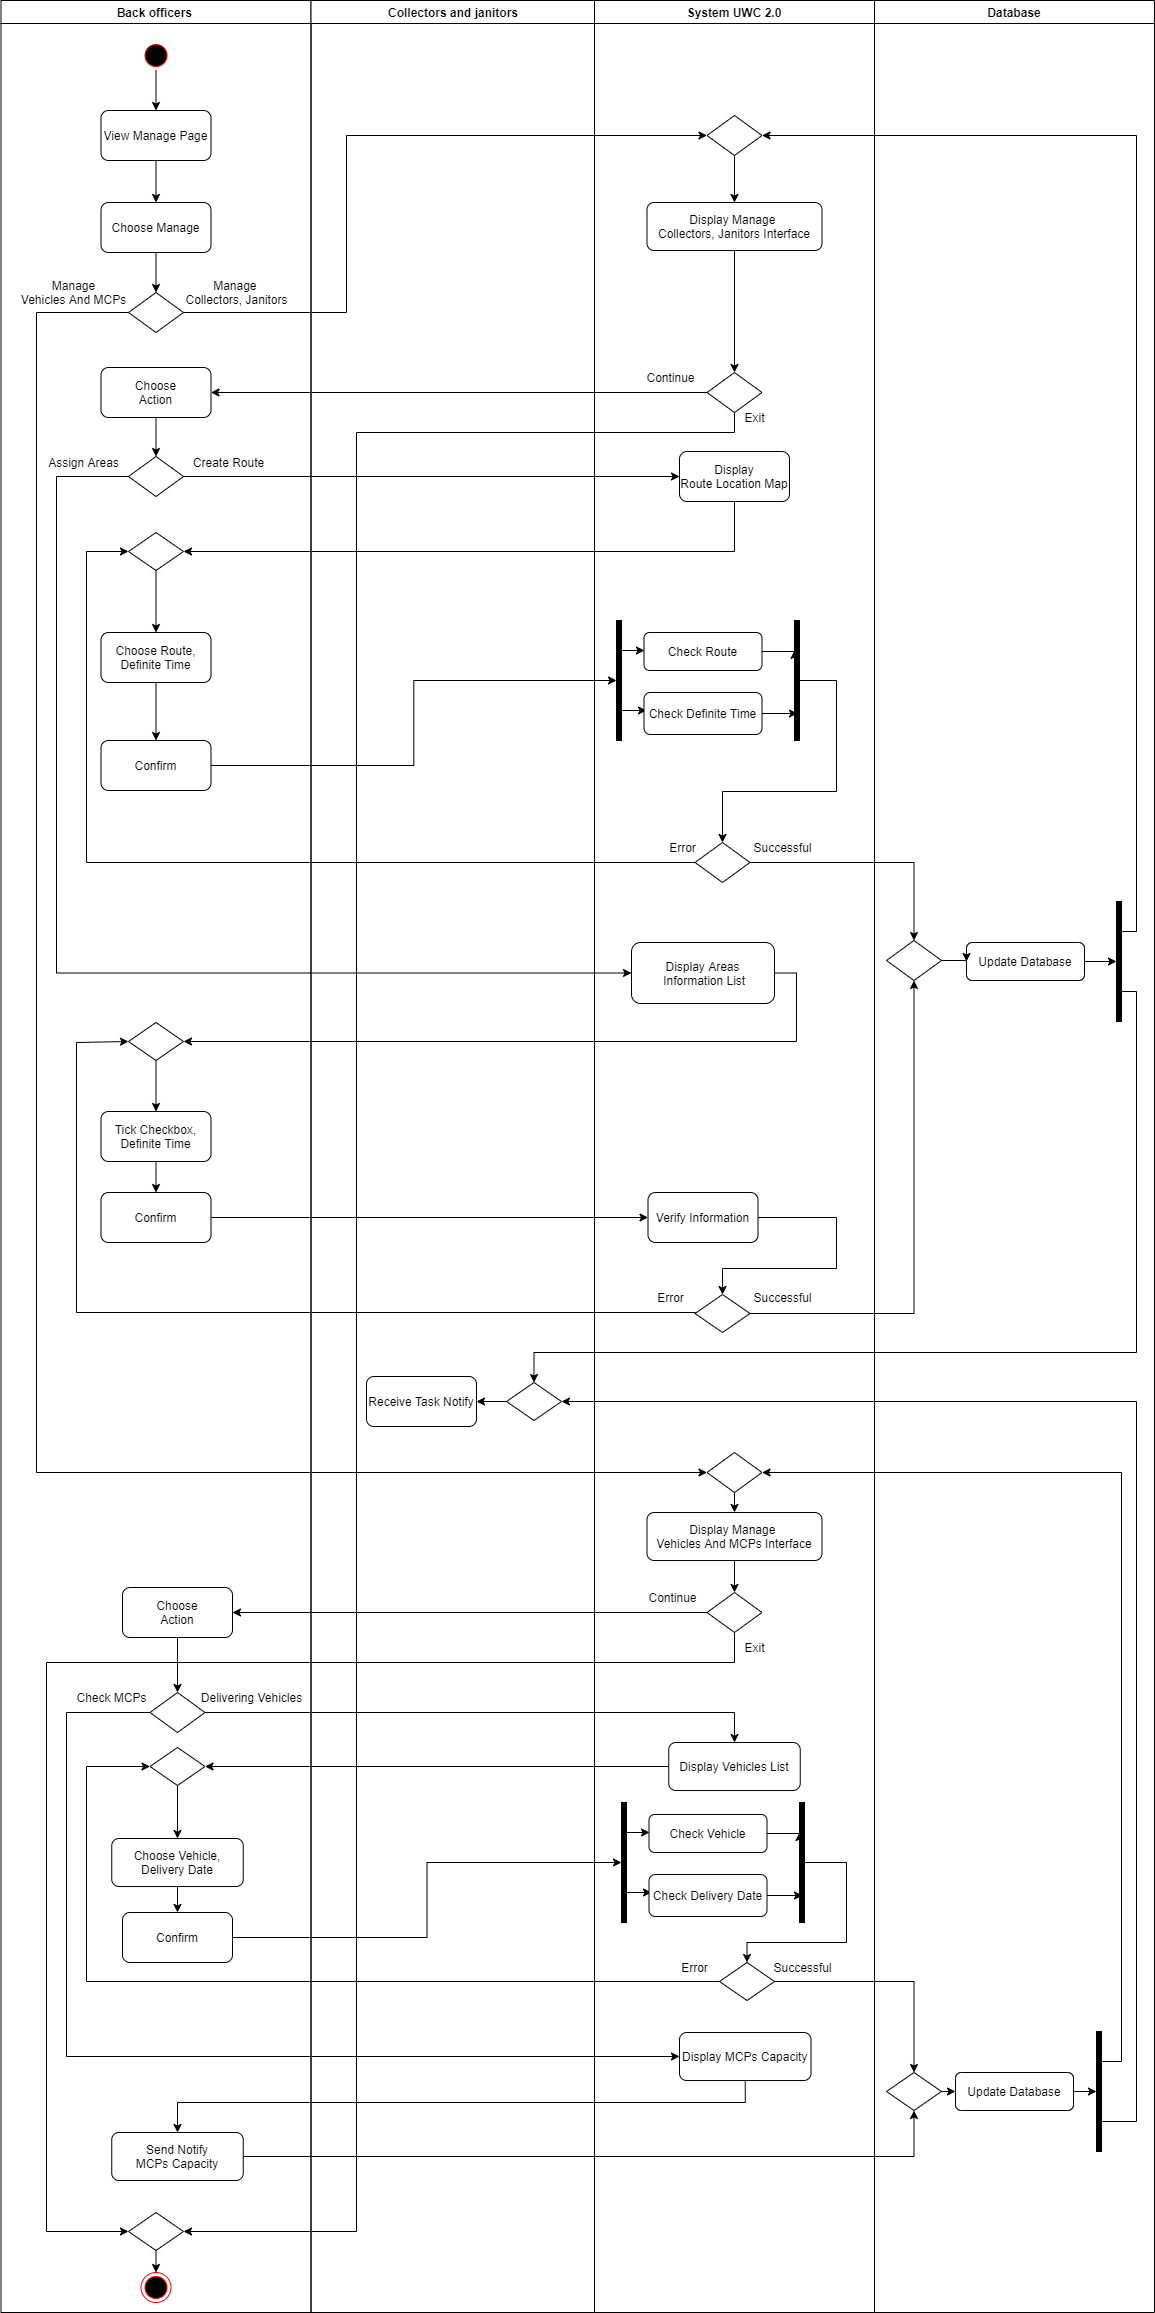 Back officers
Collectors and janitors
System UWC 2.0
Database
View Manage Page
Choose Manage
Display Manage
Collectors, Janitors Interface
Manage
Vehicles And MCPs
Manage
Collectors, Janitors
Choose
Action
Continue
Exit
Assign Areas
Create Route
Display
Route Location Map
Choose Route,
Definite Time
Check Route
Check Definite Time
Confirm
Error
Successful
Display Areas
Information List
Update Database
Tick Checkbox,
Definite Time
Confirm
Verify Information
Error
Successful
Receive Task Notify
Display Manage
Vehicles And MCPs Interface
Choose
Action
Continue
Exit
Check MCPs
Delivering Vehicles
Display Vehicles List
Check Vehicle
Choose Vehicle,
Delivery Date
Check Delivery Date
Confirm
Error
Successful
Display MCPs Capacity
Update Database
Send Notify
MCPs Capacity